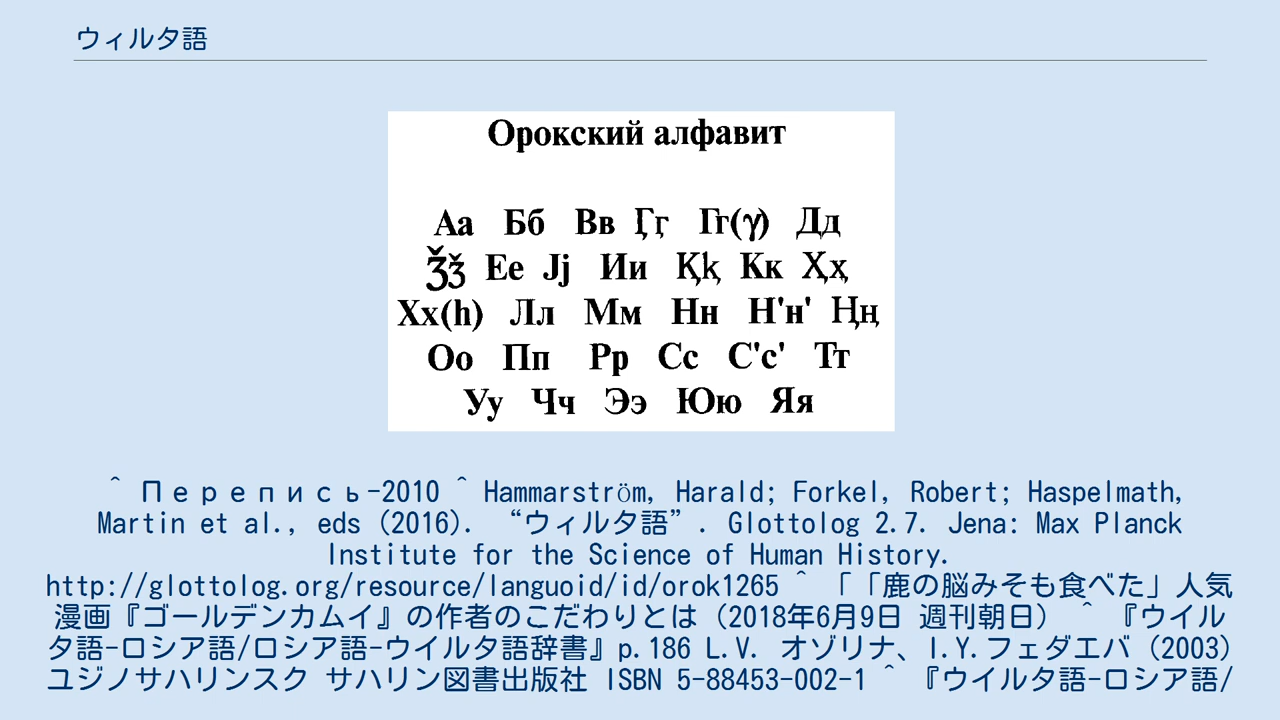 ウィルタ語
Орокский алфавит
Аа Бб Вв Ӷӷ Гг(γ) Дд
Ǯǯ Ее Јј Ии Ққ Кк Ҳҳ
Хх(h) Лл Мм Нн Н'н' Ңң
Оо Пп Рр Сс С'с' Тт
Уу Чч Ээ Юю Яя
^ Перепись-2010 ^ Hammarström, Harald; Forkel, Robert; Haspelmath,
Martin et al., eds (2016). “ウィルタ語”. Glottolog 2.7. Jena: Max Planck
Institute for the Science of Human History.
http://glottolog.org/resource/languoid/id/orok1265 ^ 「「鹿の脳みそも食べた」人気
漫画『ゴールデンカムイ』の作者のこだわりとは（2018年6月9日 週刊朝日） ^ 『ウイル
タ語-ロシア語/ロシア語-ウイルタ語辞書』p.186 L.V. オゾリナ、I.Y.フェダエバ（2003）
ユジノサハリンスク サハリン図書出版社 ISBN 5-88453-002-1 ^ 『ウイルタ語-ロシア語/